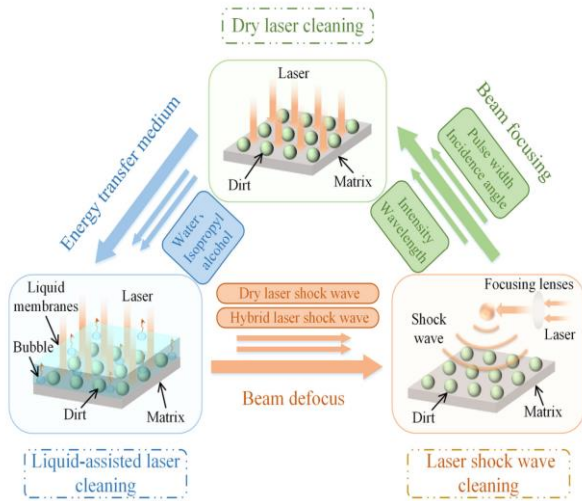 Dry laser cleaning
Laser
Dirt
Matrix
Energy transfer medium
Water
Isopropyl
alcohol
Beam focusing
Pulse width
Incidence angle
Intensity
Wavelength
Liquid
membranes
Laser
Bubble
Dirt
Matrix
Dry laser shock wave
Hybrid laser shock wave
Beam defocus
Focusing lenses
Shock
wave
Laser
Dirt
Matrix
Liquid-assisted laser
cleaning
Laser shock wave
cleaning